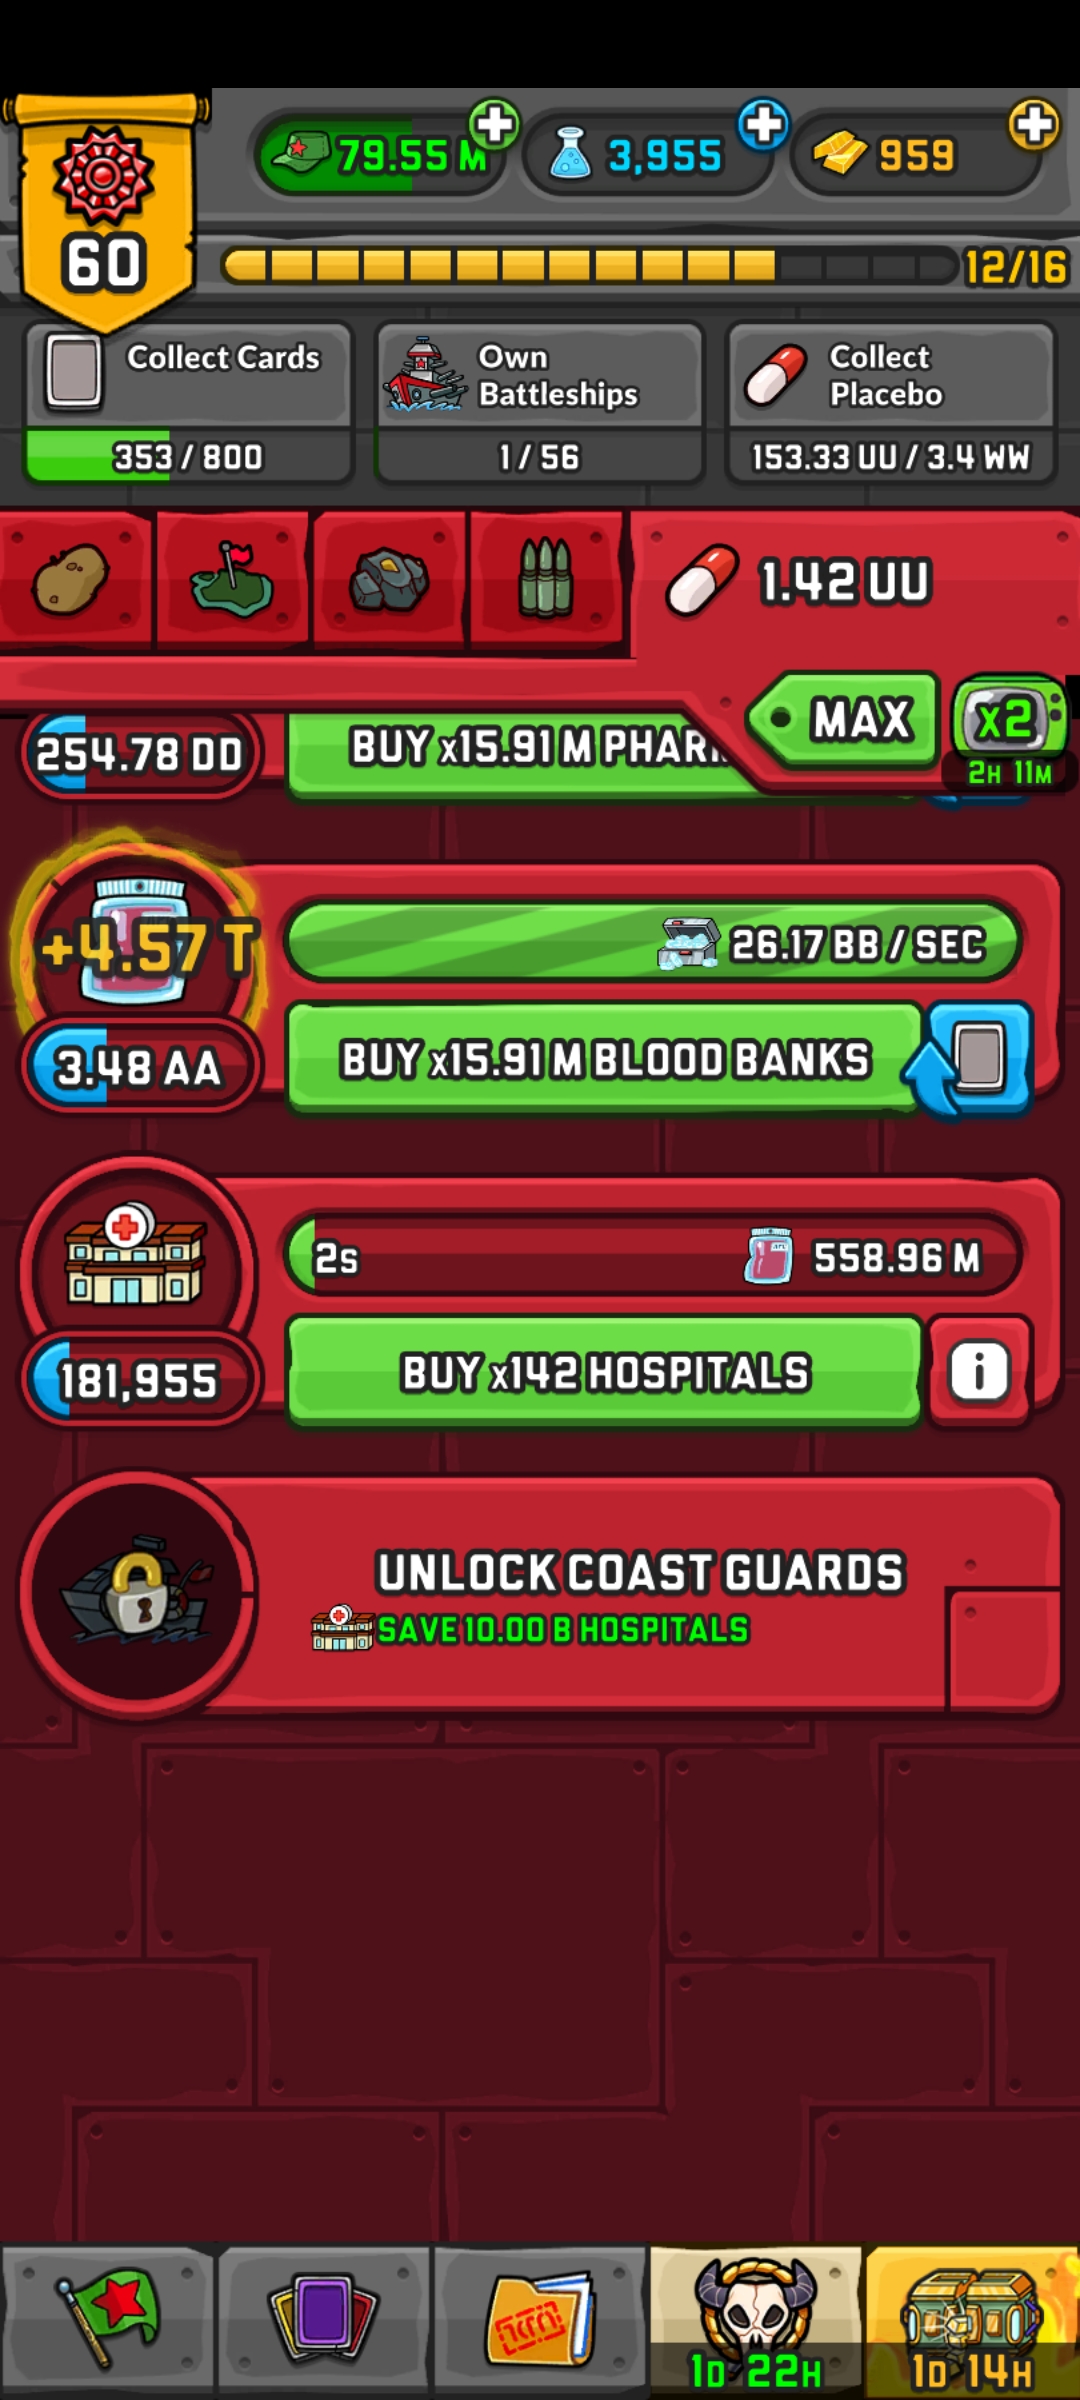 60
79.55 M
3,955
959
12/16
Collect Cards
353 / 800
Own
Battleships
1 / 56
Collect
Placebo
153.33 UU / 3.4 WW
1.42 UU
MAX
x2
2H 11M
254.78 DD
BUY x15.91 M
+4.57 T
26.17 BB / SEC
3.48 AA
BUY x15.91 M BLOOD BANKS
2s
558.96 M
181,955
BUY x142 HOSPITALS
i
UNLOCK COAST GUARDS
SAVE 10.00 B HOSPITALS
1D 22H
1D 14H